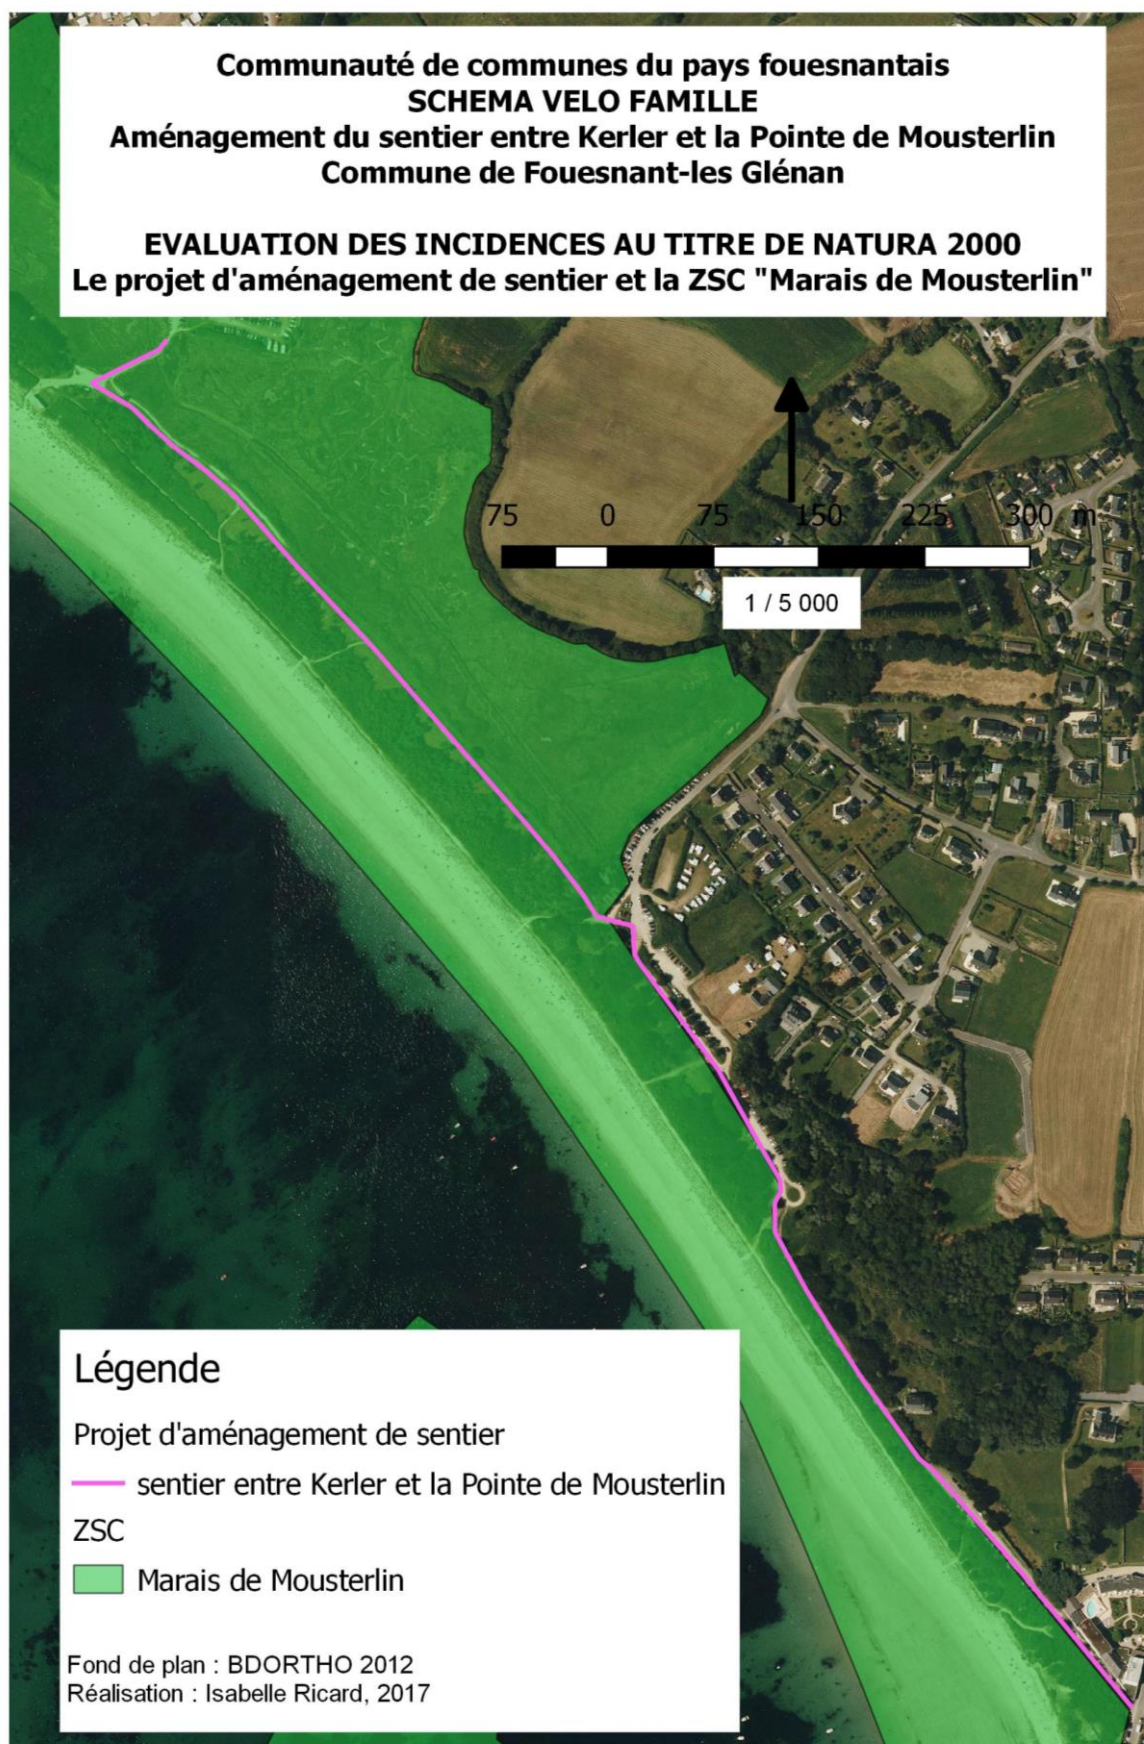 Communauté de communes du pays fouesnantais
SCHEMA VELO FAMILLE
Aménagement du sentier entre Kerler et la Pointe de Mousterlin
Commune de Fouesnant-les Glénan
EVALUATION DES INCIDENCES AU TITRE DE NATURA 2000
Le projet d'aménagement de sentier et la ZSC "Marais de Mousterlin"
75 0 75 150 225 300 m
1 / 5 000
Légende
Projet d'aménagement de sentier
sentier entre Kerler et la Pointe de Mousterlin
ZSC
Marais de Mousterlin
Fond de plan : BDORTHO 2012
Réalisation : Isabelle Ricard, 2017